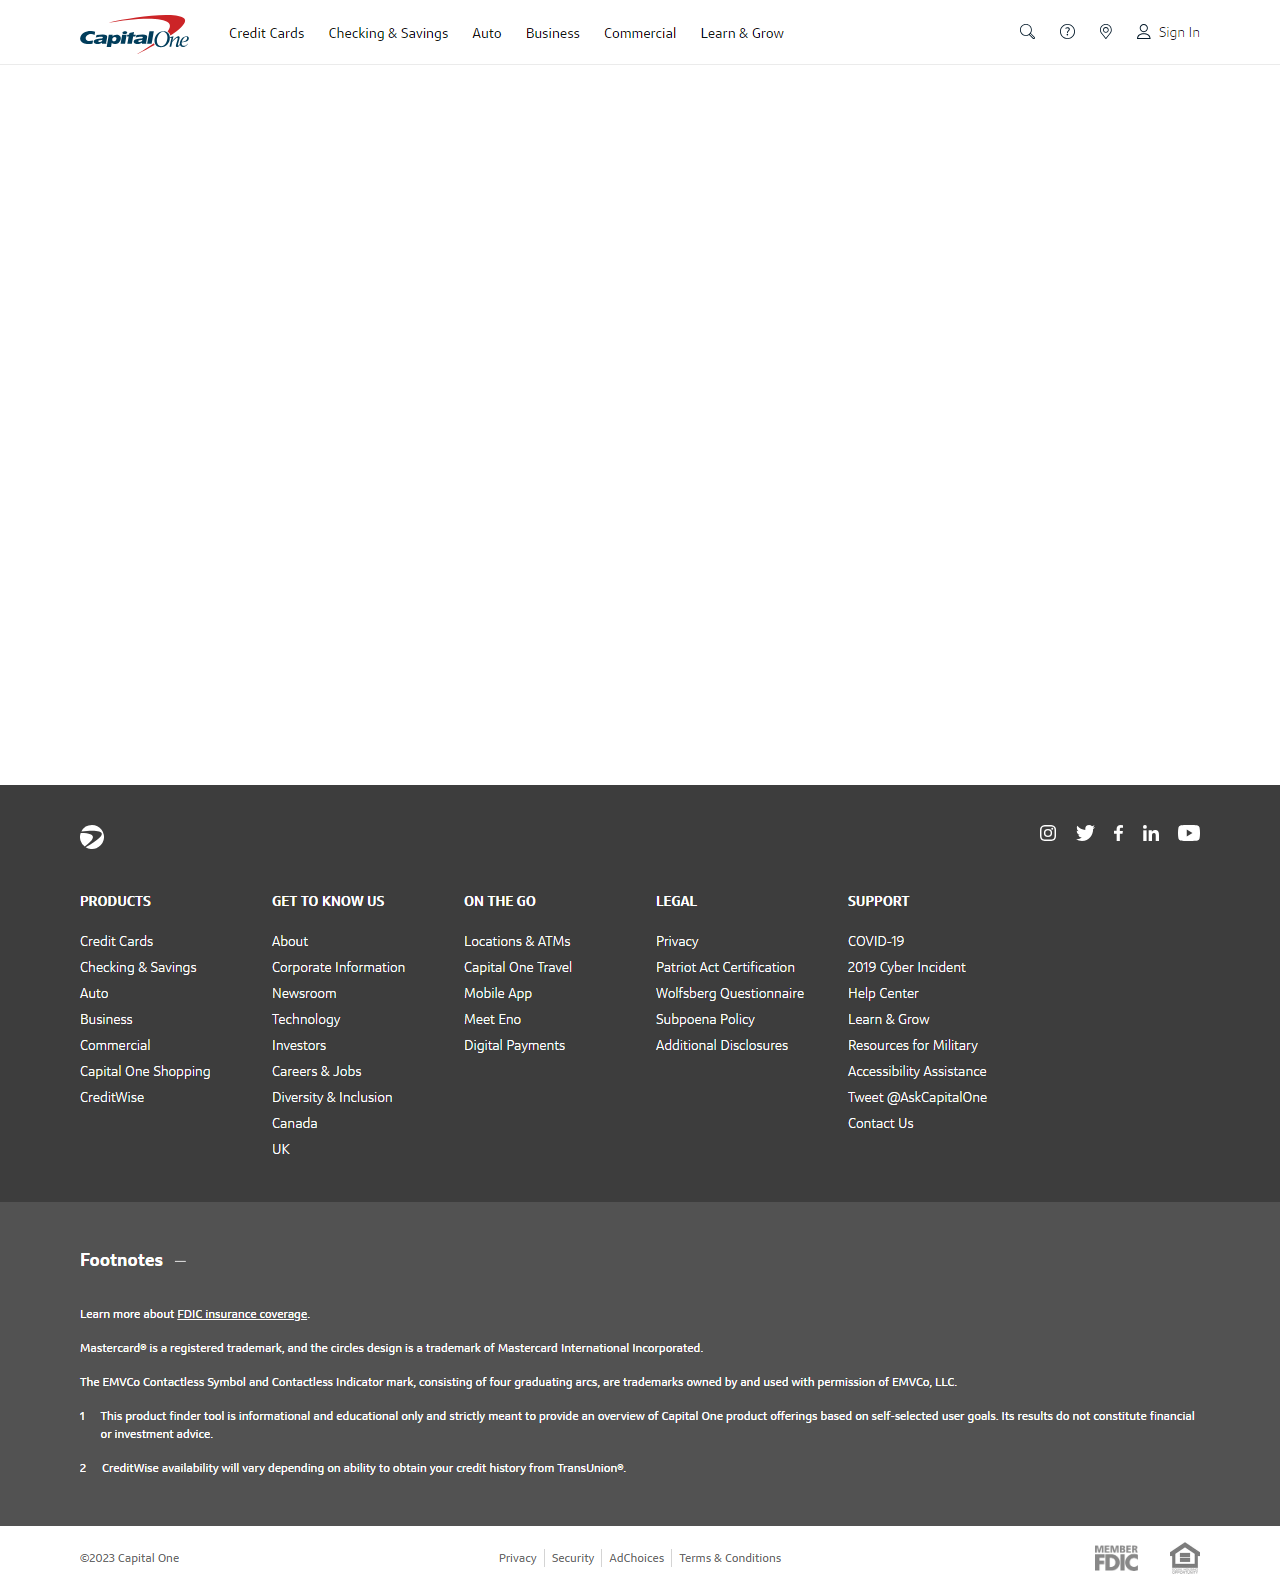 CapitalOne
Credit Cards Checking & Savings Auto Business Commercial Learn & Grow Sign In
PRODUCTS
Credit Cards
Checking & Savings
Auto
Business
Commercial
Capital One Shopping
CreditWise
GET TO KNOW US
About
Corporate Information
Newsroom
Technology
Investors
Careers & Jobs
Diversity & Inclusion
Canada
UK
ON THE GO
Locations & ATMs
Capital One Travel
Mobile App
Meet Eno
Digital Payments
LEGAL
Privacy
Patriot Act Certification
Wolfsberg Questionnaire
Subpoena Policy
Additional Disclosures
SUPPORT
COVID-19
2019 Cyber Incident
Help Center
Learn & Grow
Resources for Military
Accessibility Assistance
Tweet @AskCapitalOne
Contact Us
Footnotes
Learn more about FDIC insurance coverage.
Mastercard® is a registered trademark, and the circles design is a trademark of Mastercard International Incorporated.
The EMVCo Contactless Symbol and Contactless Indicator mark, consisting of four graduating arcs, are trademarks owned by and used with permission of EMVCo, LLC.
1 This product finder tool is informational and educational only and strictly meant to provide an overview of Capital One product offerings based on self-selected user goals. Its results do not constitute financial
or investment advice.
2 CreditWise availability will vary depending on ability to obtain your credit history from TransUnion®.
©2023 Capital One
Privacy Security AdChoices Terms & Conditions
MEMBER
FDIC